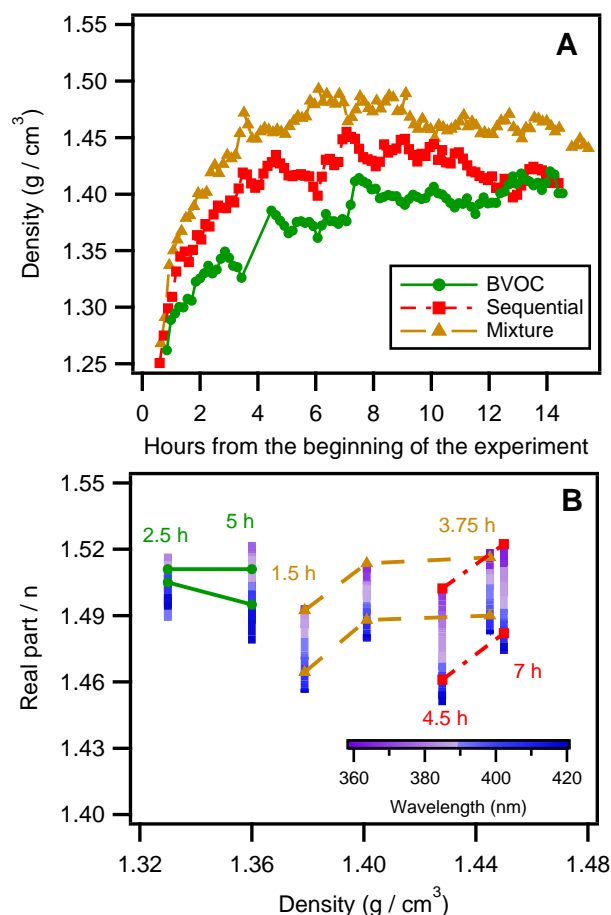 A
1.55
1.50
1.45
1.40
1.35
1.30
1.25
Density (g / cm³)
BVOC
Sequential
Mixture
0 2 4 6 8 10 12 14
Hours from the beginning of the experiment
B
1.55
1.52
1.49
1.46
1.43
1.40
Real part / n
2.5 h
5 h
1.5 h
3.75 h
4.5 h
7 h
360 380 400 420
Wavelength (nm)
1.32 1.36 1.40 1.44 1.48
Density (g / cm³)